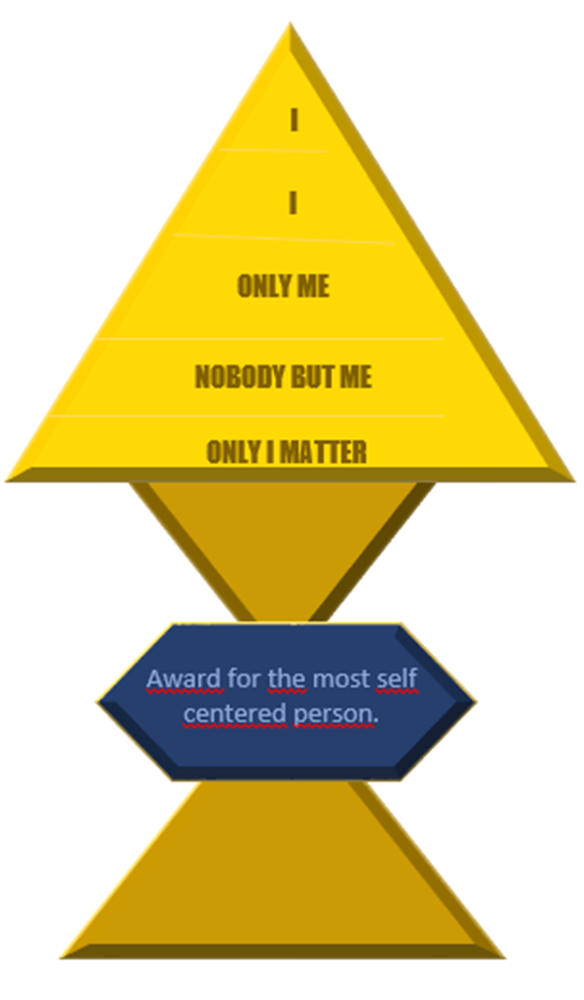 I
I
ONLY ME
NOBODY BUT ME
ONLY I MATTER
Award for the most self
centered person.